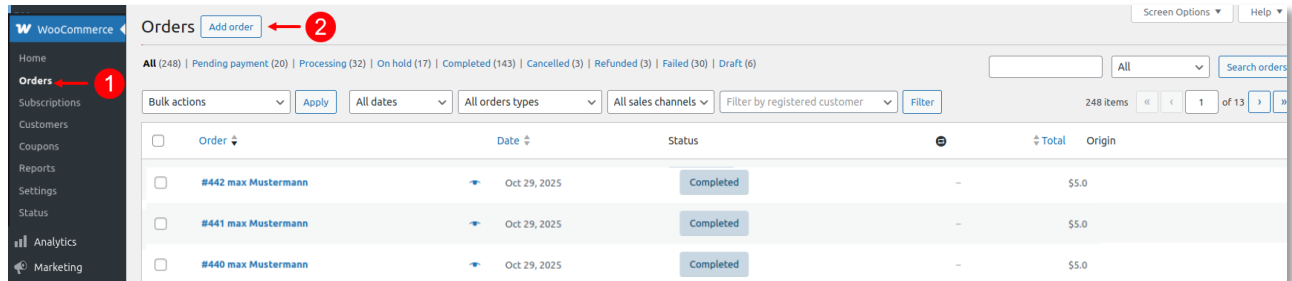 WooCommerce
Home
Orders
1
Subscriptions
Customers
Coupons
Reports
Settings
Status
Analytics
Marketing
Screen Options ▼ Help ▼
Orders Add order 2
All (248) | Pending payment (20) | Processing (32) | On hold (17) | Completed (143) | Cancelled (3) | Refunded (3) | Failed (30) | Draft (6)
All Search orders
Bulk actions Apply All dates All orders types All sales channels Filter by registered customer Filter 248 items « ‹ 1 of 13 › »
Order Date Status Total Origin
#442 max Mustermann Oct 29, 2025 Completed – $5.0
#441 max Mustermann Oct 29, 2025 Completed – $5.0
#440 max Mustermann Oct 29, 2025 Completed – $5.0